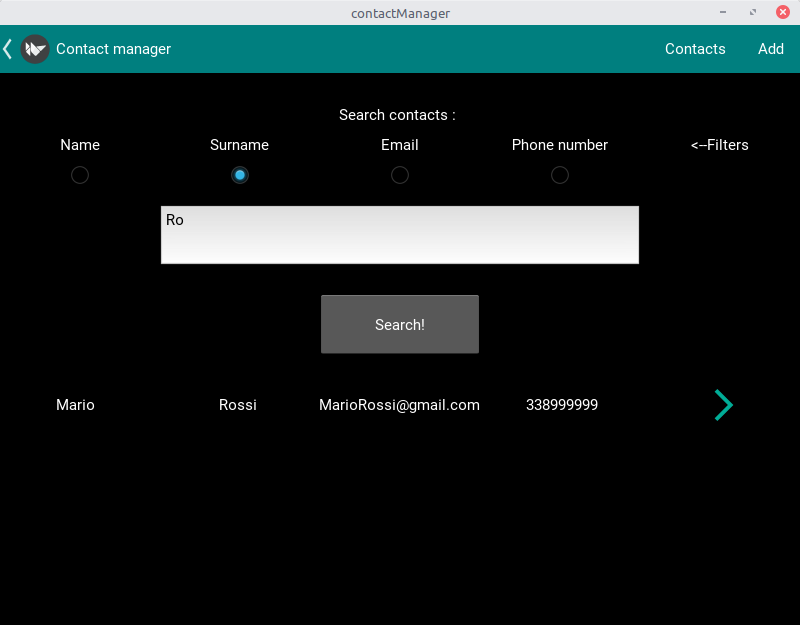 contactManager
Contact manager Contacts Add
Search contacts :
Name Surname Email Phone number <--Filters
Ro
Search!
Mario Rossi MarioRossi@gmail.com 338999999